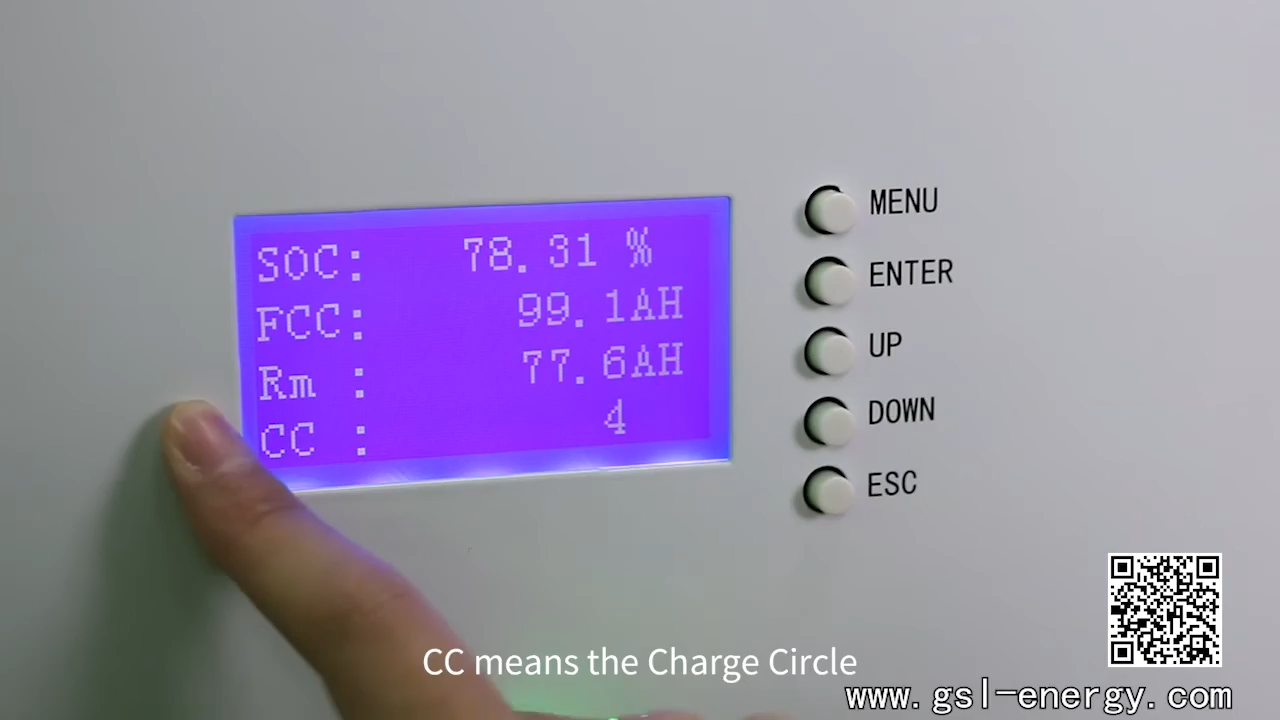 SOC: 78.31 %
FCC: 99.1AH
Rm : 77.6AH
CC : 4
MENU
ENTER
UP
DOWN
ESC
CC means the Charge Circle
www.gsl-energy.com